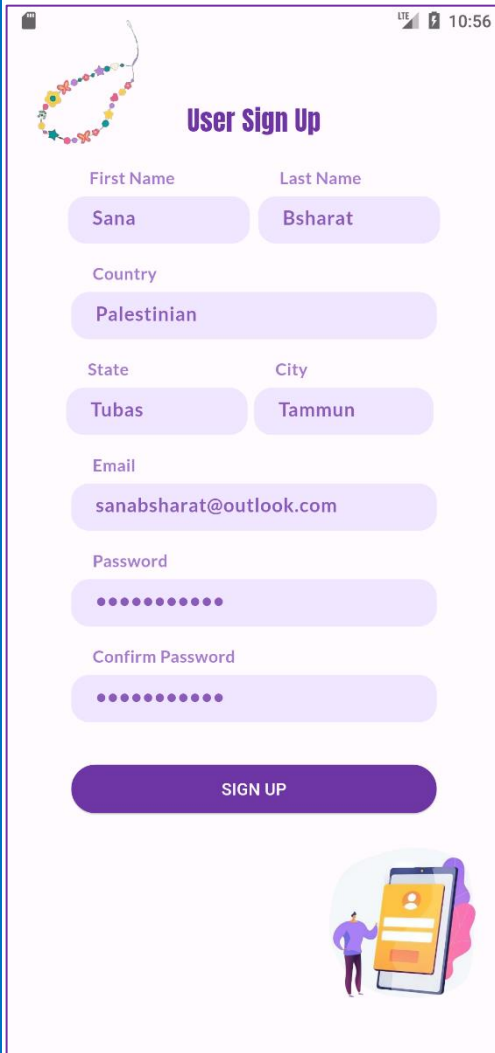 LTE 10:56
User Sign Up
First Name Last Name
Sana Bsharat
Country
Palestinian
State City
Tubas Tammun
Email
sanabsharat@outlook.com
Password
●●●●●●●●●●●
Confirm Password
●●●●●●●●●●●
SIGN UP